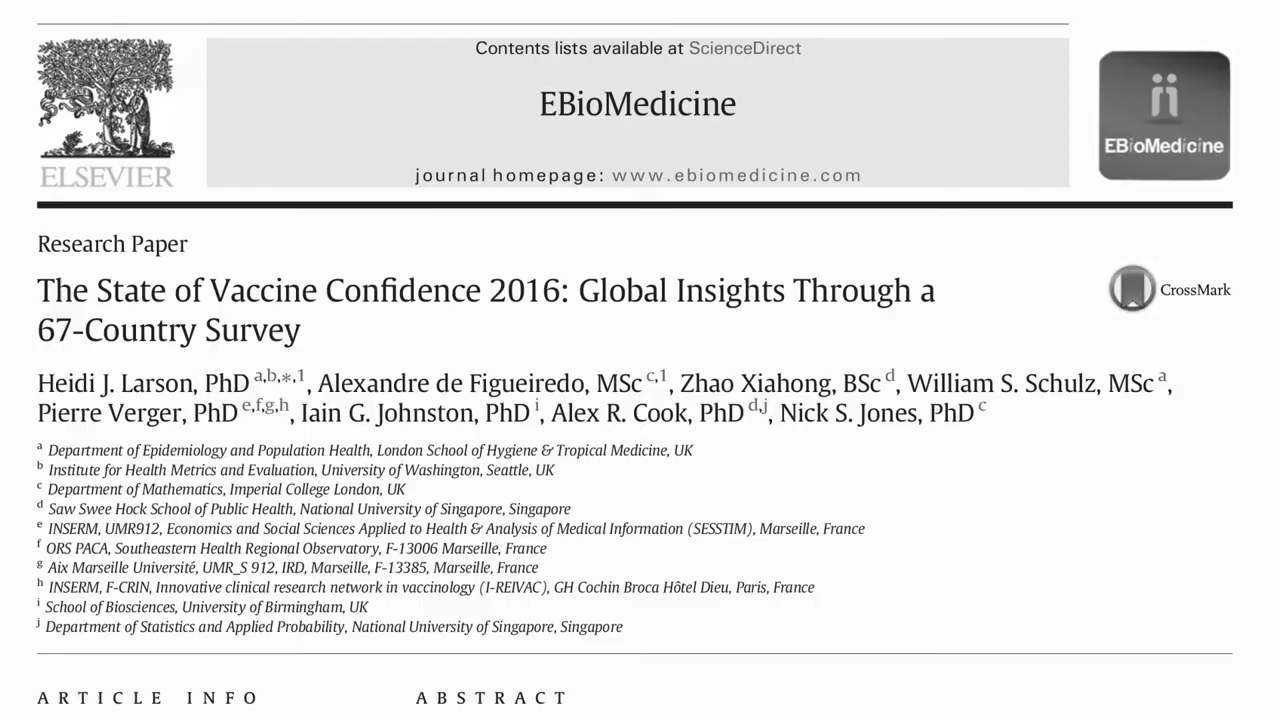 Contents lists available at ScienceDirect
EBioMedicine
journal homepage: www.ebiomedicine.com
ELSEVIER
EBioMedicine
Research Paper
The State of Vaccine Confidence 2016: Global Insights Through a
67-Country Survey
CrossMark
Heidi J. Larson, PhD a,b,*,1, Alexandre de Figueiredo, MSc c,1, Zhao Xiahong, BSc d, William S. Schulz, MSc a,
Pierre Verger, PhD e,f,g,h, Iain G. Johnston, PhD i, Alex R. Cook, PhD d,j, Nick S. Jones, PhD c
a Department of Epidemiology and Population Health, London School of Hygiene & Tropical Medicine, UK
b Institute for Health Metrics and Evaluation, University of Washington, Seattle, UK
c Department of Mathematics, Imperial College London, UK
d Saw Swee Hock School of Public Health, National University of Singapore, Singapore
e INSERM, UMR912, Economics and Social Sciences Applied to Health & Analysis of Medical Information (SESSTIM), Marseille, France
f ORS PACA, Southeastern Health Regional Observatory, F-13006 Marseille, France
g Aix Marseille Université, UMR_S 912, IRD, Marseille, F-13385, Marseille, France
h INSERM, F-CRIN, Innovative clinical research network in vaccinology (I-REIVAC), GH Cochin Broca Hôtel Dieu, Paris, France
i School of Biosciences, University of Birmingham, UK
j Department of Statistics and Applied Probability, National University of Singapore, Singapore
ARTICLE INFO
ABSTRACT